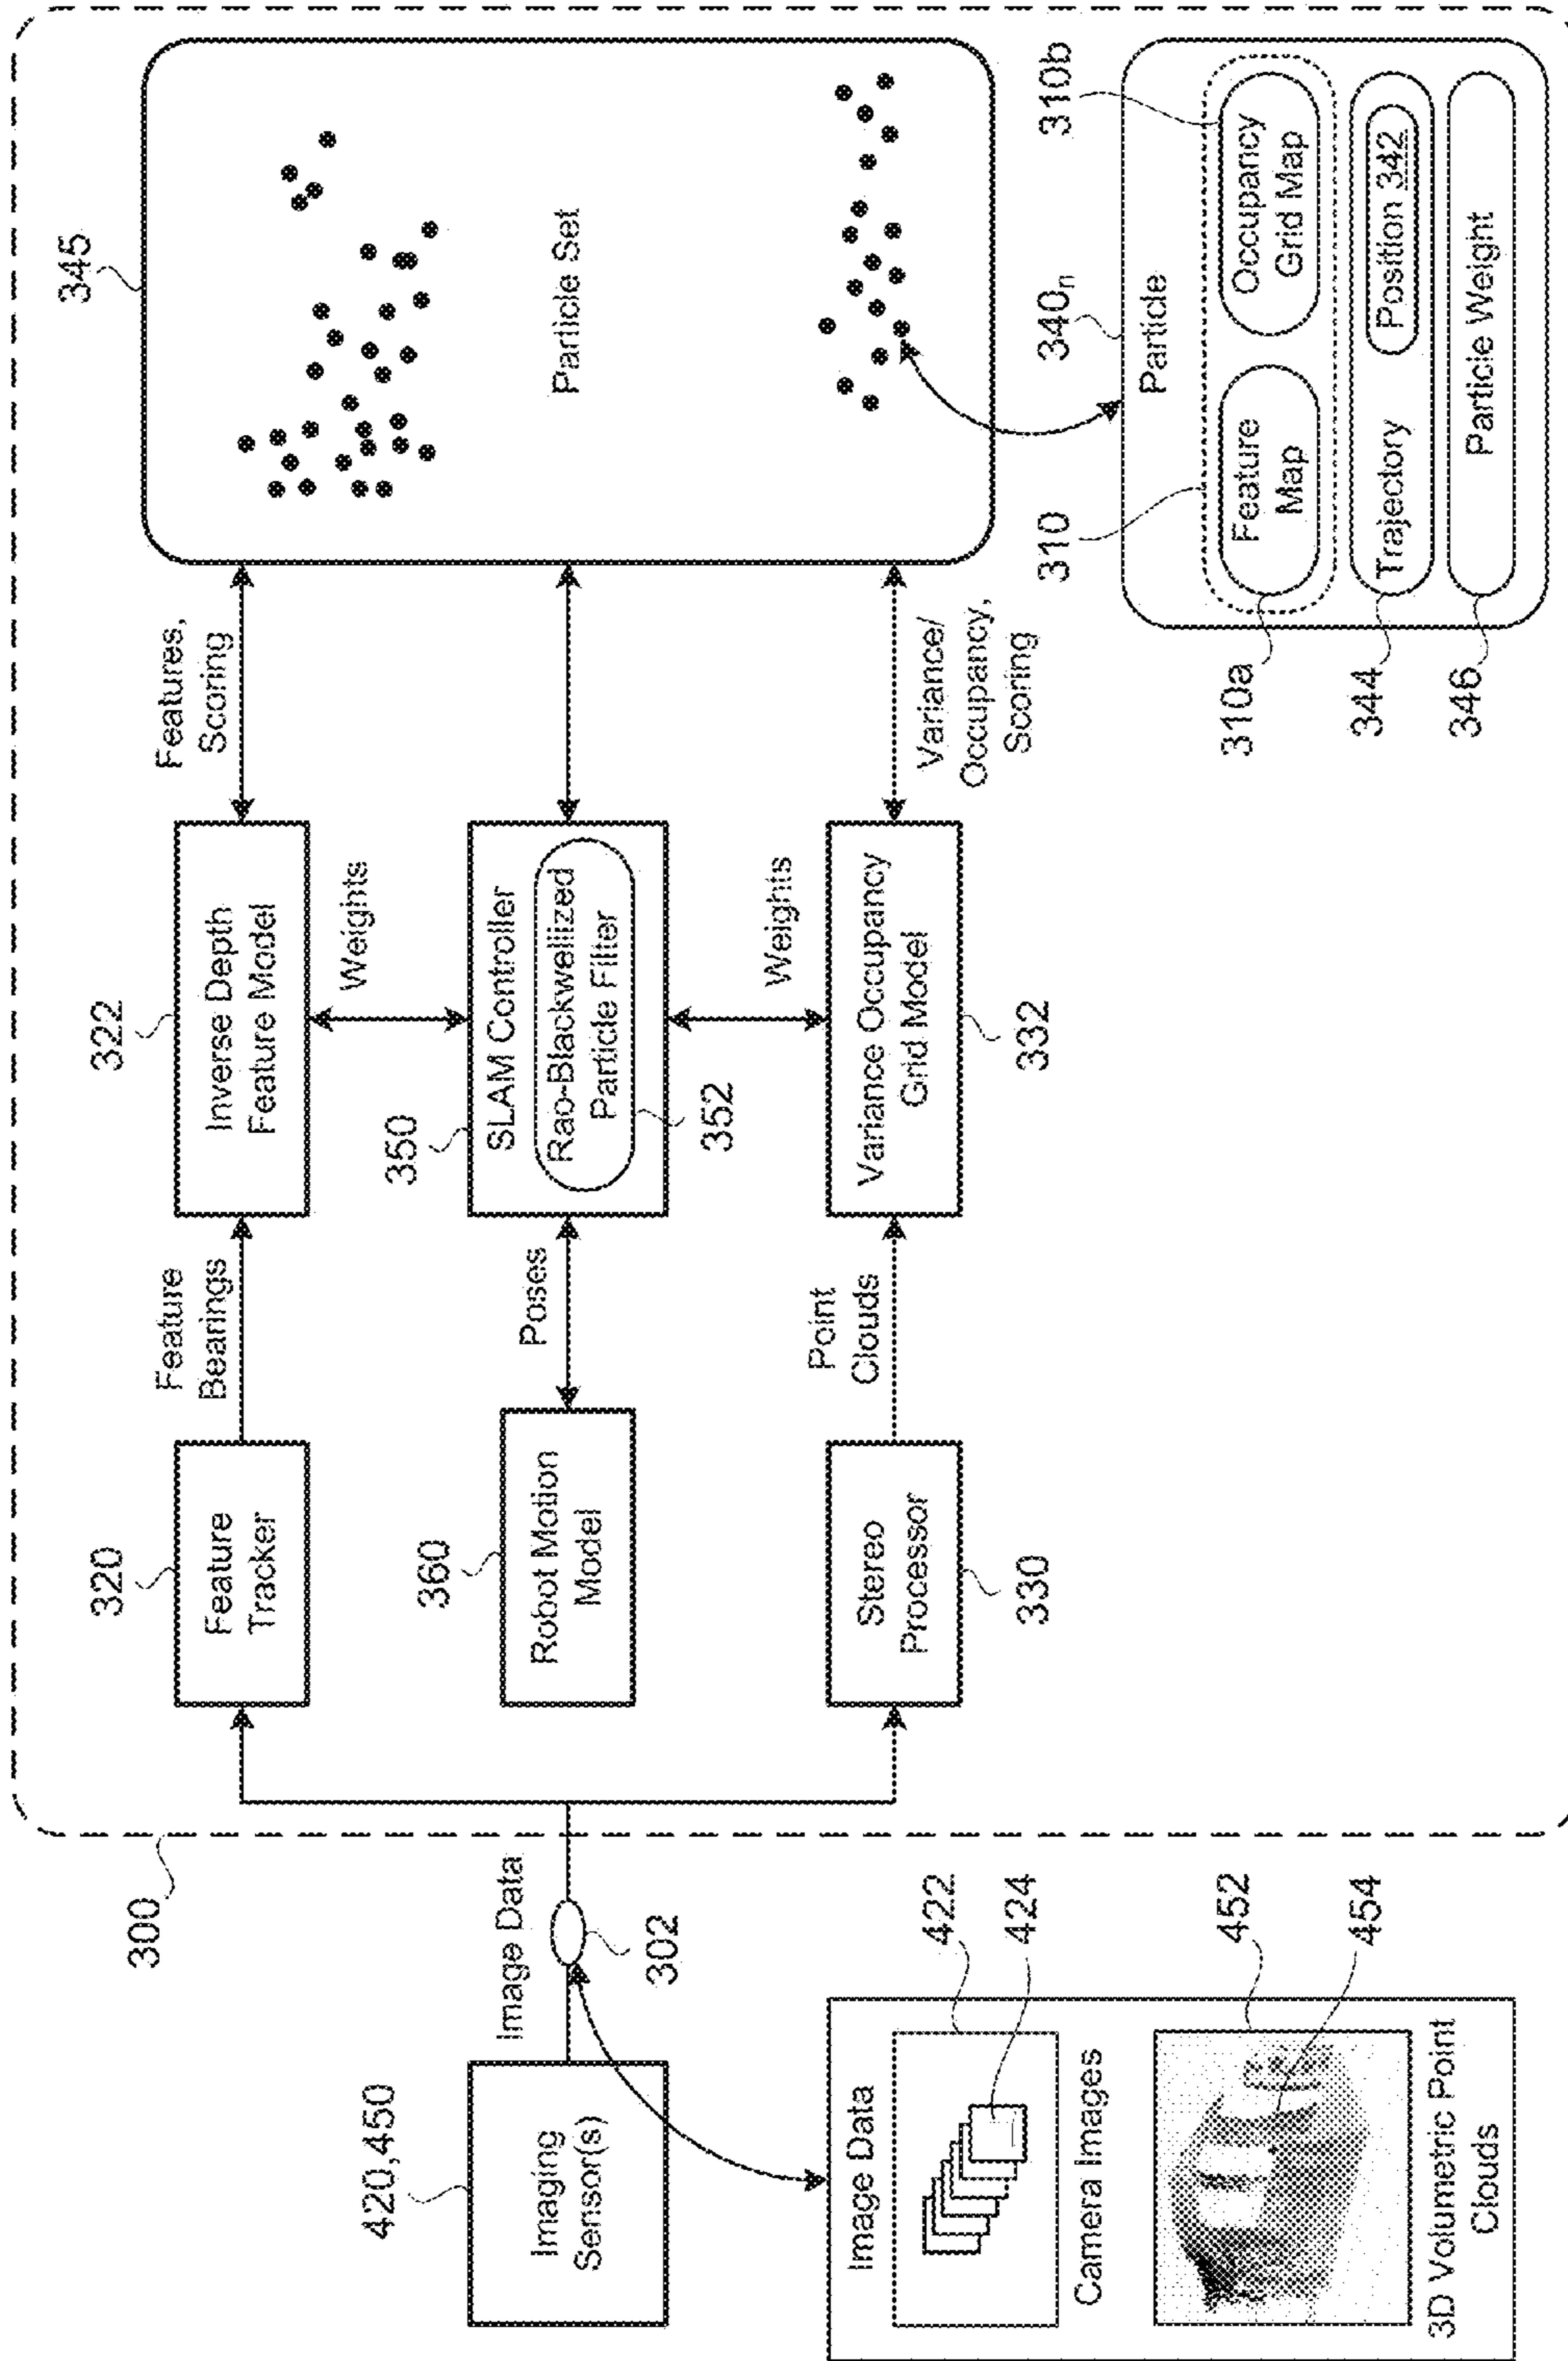 300
420,450
Imaging
Sensor(s)
Image Data
302
Image Data
422
424
Camera Images
452
454
3D Volumetric Point
Clouds
320
Feature
Tracker
Feature
Bearings
322
Inverse Depth
Feature Model
Features,
Scoring
Weights
360
Robot Motion
Model
Poses
350
SLAM Controller
Rao-Blackwellized
Particle Filter
352
Weights
330
Stereo
Processor
Point
Clouds
Variance Occupancy
Grid Model
332
Variance/
Occupancy,
Scoring
345
Particle Set
310
340n
310b
Particle
Feature
Map
Occupancy
Grid Map
310a
Trajectory
Position 342
344
Particle Weight
346